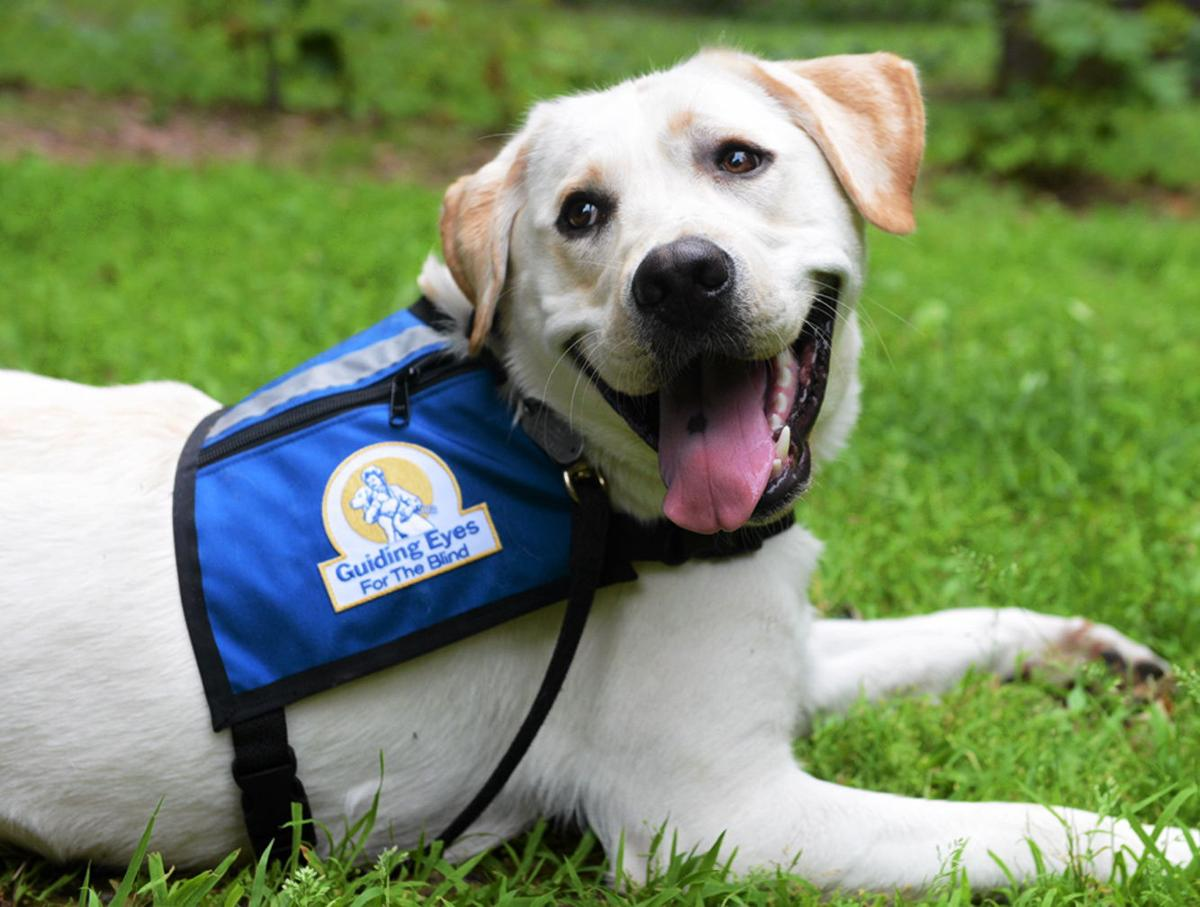 Guiding Eyes
For The Blind